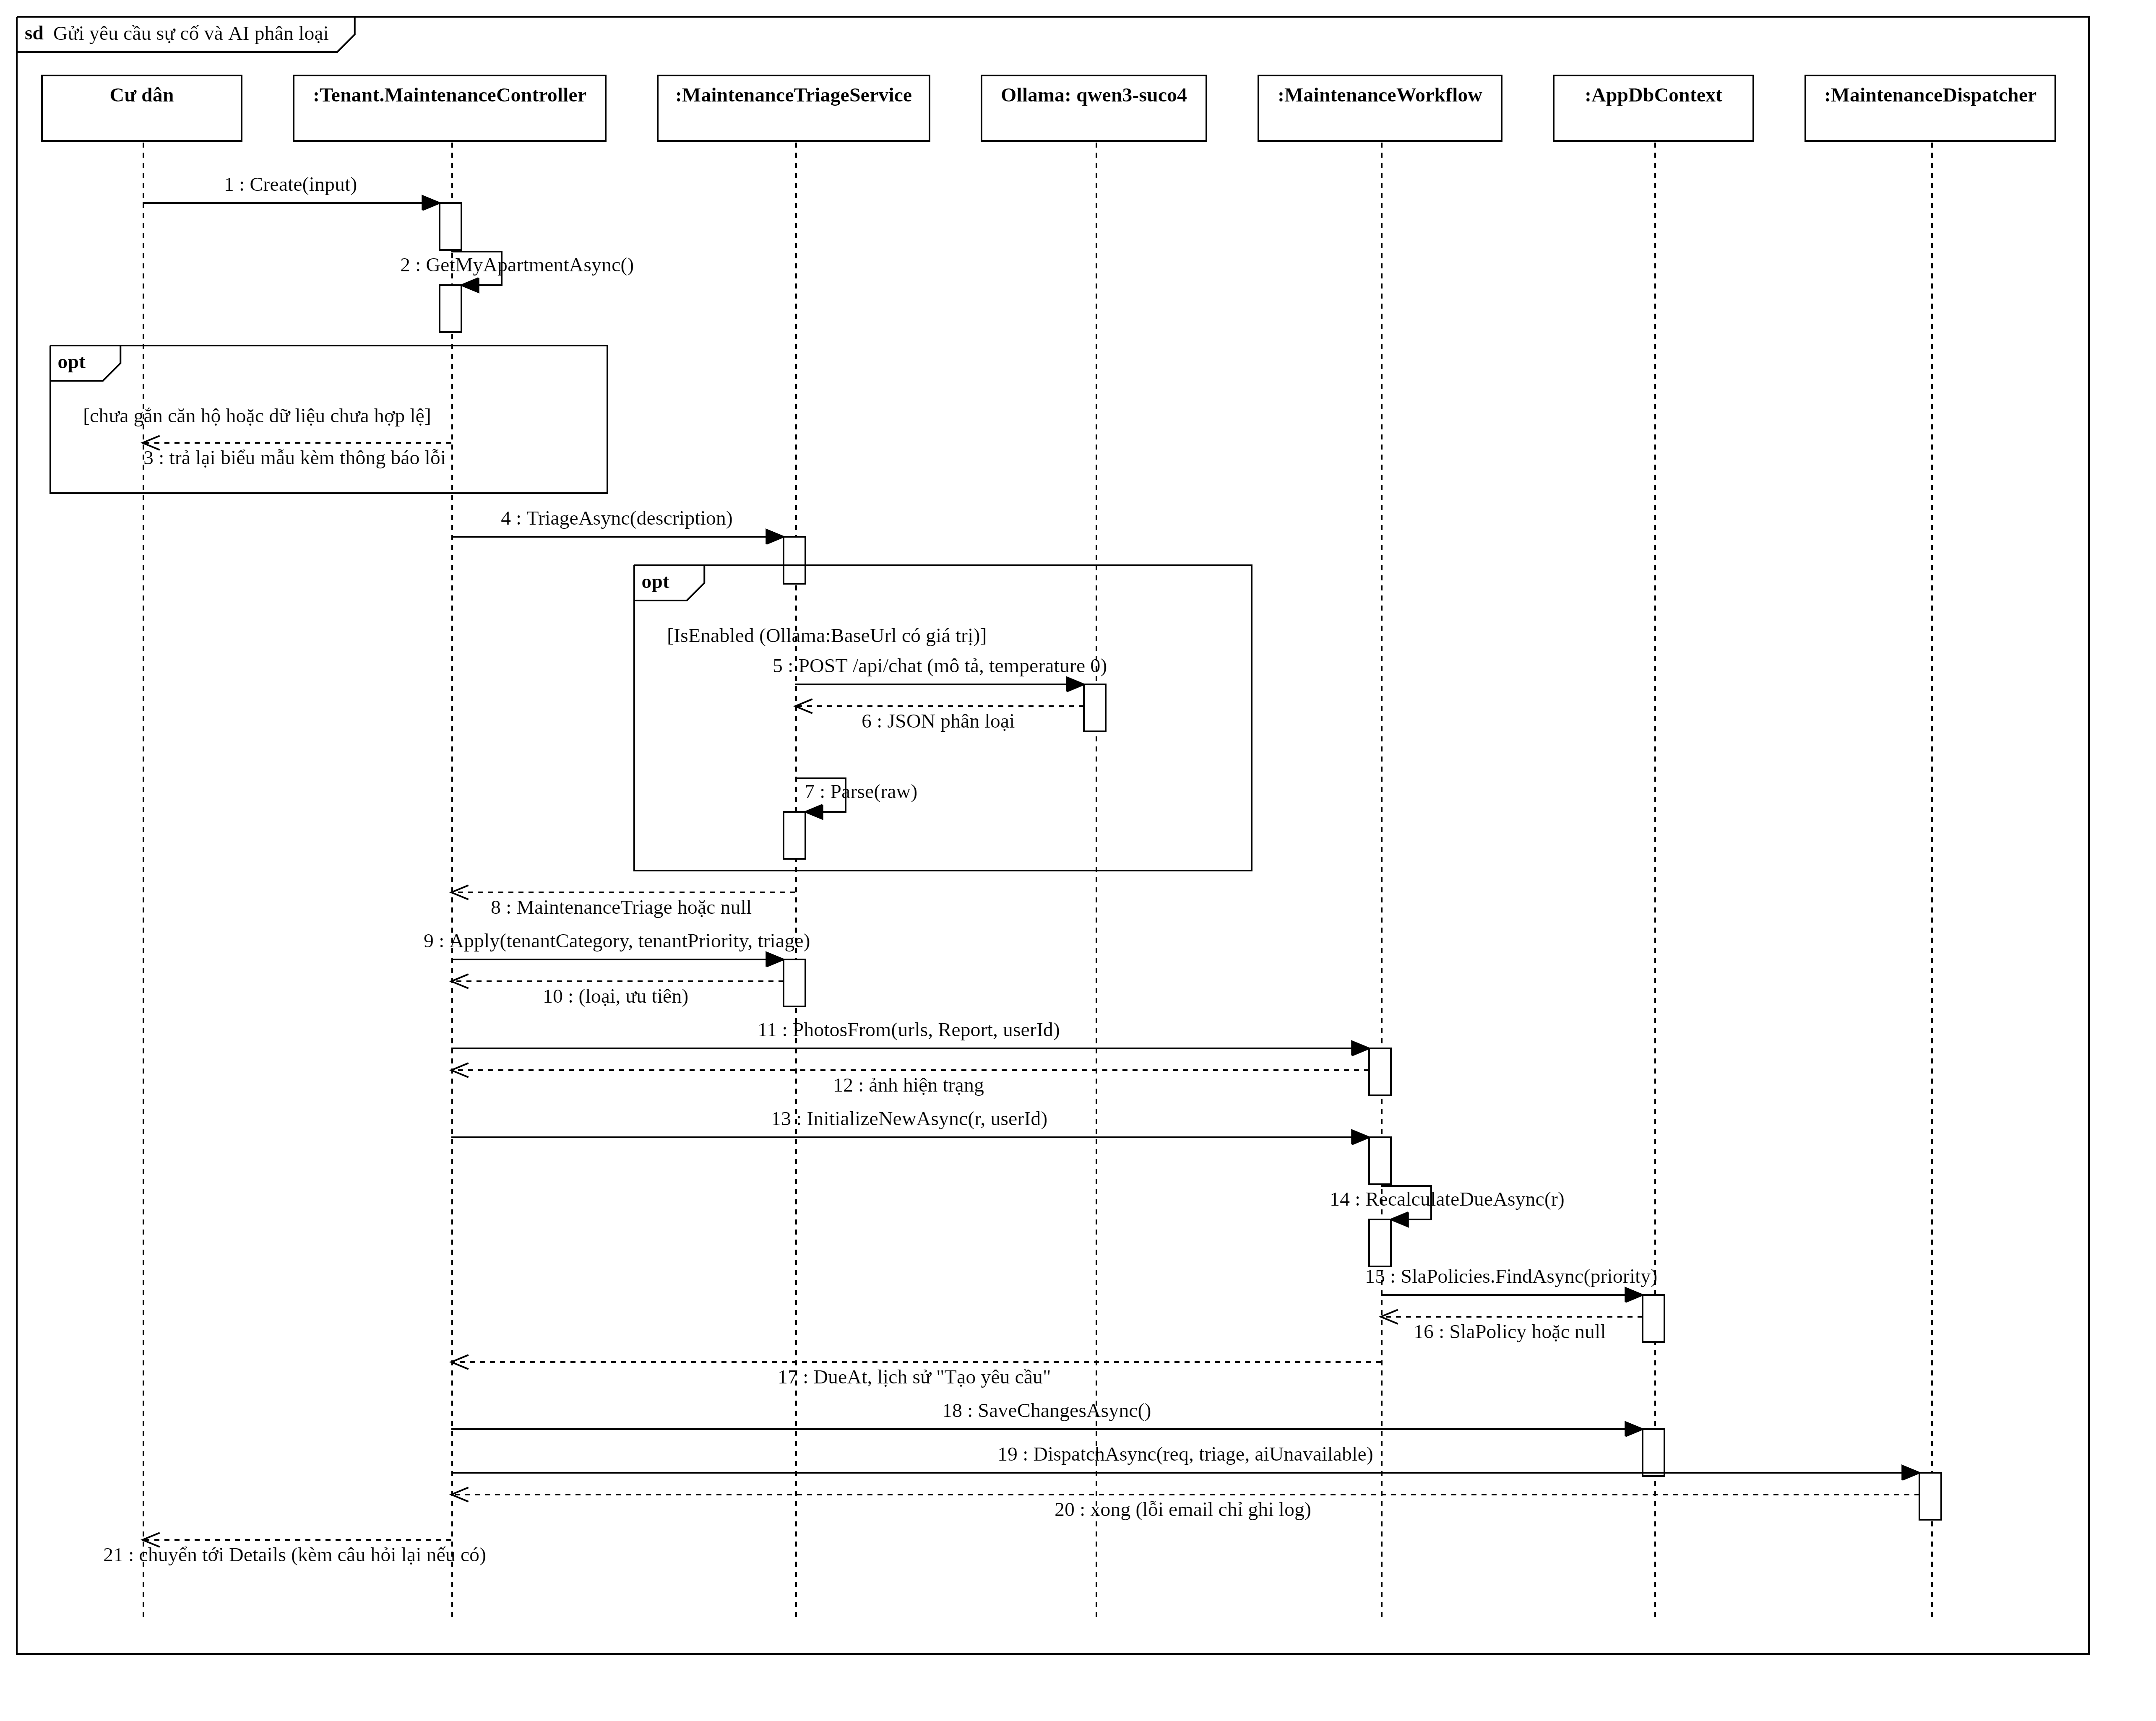 sd Gửi yêu cầu sự cố và AI phân loại
Cư dân
:Tenant.MaintenanceController
:MaintenanceTriageService
Ollama: qwen3-suco4
:MaintenanceWorkflow
:AppDbContext
:MaintenanceDispatcher
1 : Create(input)
2 : GetMyApartmentAsync()
opt
[chưa gắn căn hộ hoặc dữ liệu chưa hợp lệ]
3 : trả lại biểu mẫu kèm thông báo lỗi
4 : TriageAsync(description)
opt
[IsEnabled (Ollama:BaseUrl có giá trị)]
5 : POST /api/chat (mô tả, temperature 0)
6 : JSON phân loại
7 : Parse(raw)
8 : MaintenanceTriage hoặc null
9 : Apply(tenantCategory, tenantPriority, triage)
10 : (loại, ưu tiên)
11 : PhotosFrom(urls, Report, userId)
12 : ảnh hiện trạng
13 : InitializeNewAsync(r, userId)
14 : RecalculateDueAsync(r)
15 : SlaPolicies.FindAsync(priority)
16 : SlaPolicy hoặc null
17 : DueAt, lịch sử "Tạo yêu cầu"
18 : SaveChangesAsync()
19 : DispatchAsync(req, triage, aiUnavailable)
20 : xong (lỗi email chỉ ghi log)
21 : chuyển tới Details (kèm câu hỏi lại nếu có)